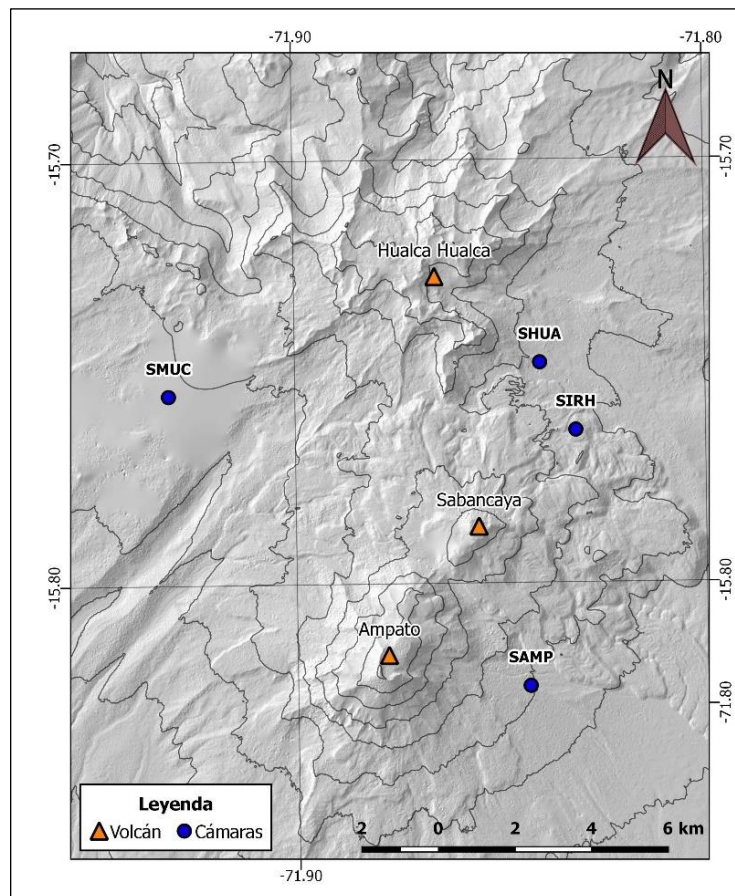 -71.90
-71.80
N
-15.70
-15.70
Hualca Hualca
SHUA
SMUC
SIRH
Sabancaya
-15.80
-15.80
Ampato
SAMP
-71.80
Leyenda
Volcán
Cámaras
2 0 2 4 6 km
-71.90